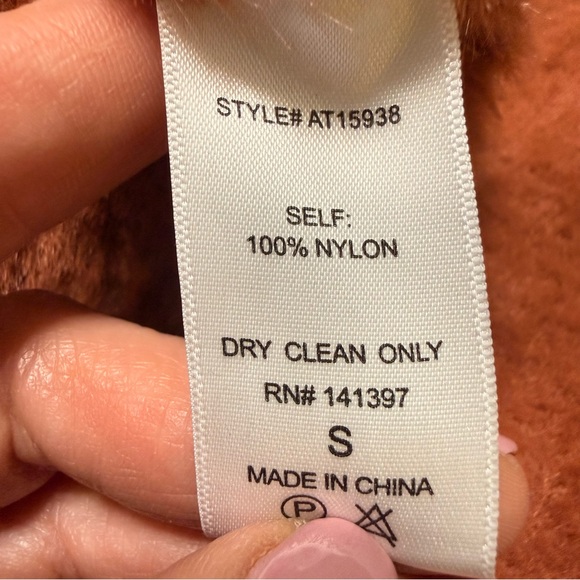 STYLE# AT15938
SELF:
100% NYLON
DRY CLEAN ONLY
RN# 141397
S
MADE IN CHINA
P